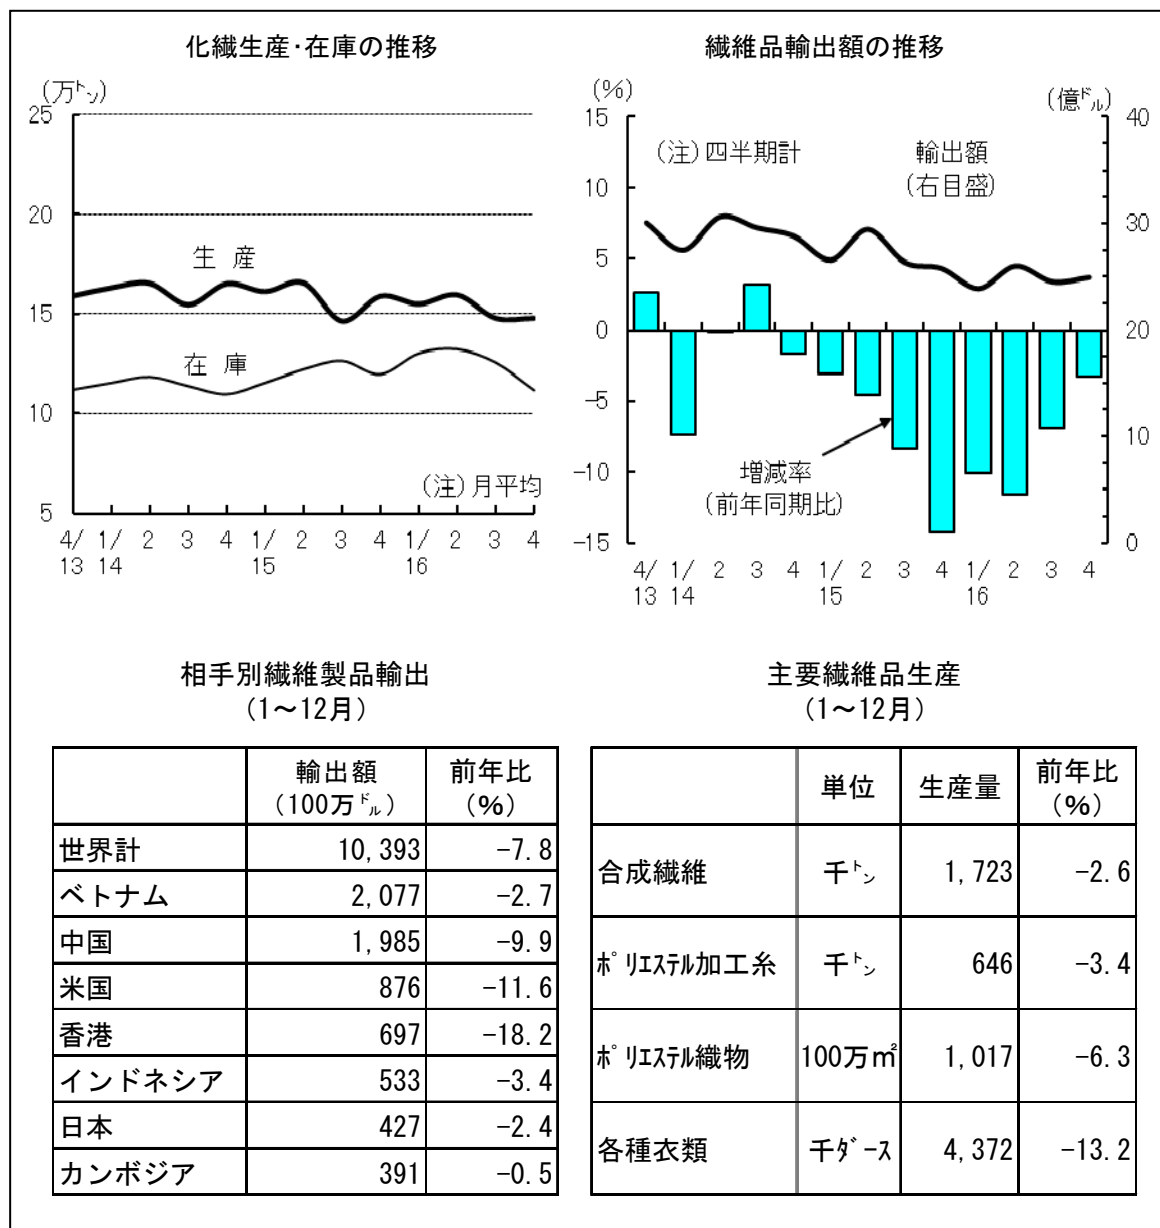 化繊生産･在庫の推移
(万㌧)
25
20
15
10
5
生 産
在 庫
(注)月平均
4/ 1/ 2 3 4 1/ 2 3 4 1/ 2 3 4
13 14 15 16
繊維品輸出額の推移
(%)
(億㌦)
15
10
5
0
-5
-10
-15
40
30
20
10
0
(注)四半期計
輸出額
(右目盛)
増減率
(前年同期比)
4/ 1/ 2 3 4 1/ 2 3 4 1/ 2 3 4
13 14 15 16
相手別繊維製品輸出
(1～12月)
輸出額 前年比
(100万㌦) (%)
世界計 10,393 -7.8
ベトナム 2,077 -2.7
中国 1,985 -9.9
米国 876 -11.6
香港 697 -18.2
インドネシア 533 -3.4
日本 427 -2.4
カンボジア 391 -0.5
主要繊維品生産
(1～12月)
単位 生産量 前年比
(%)
合成繊維 千㌧ 1,723 -2.6
ﾎﾟﾘｴｽﾃﾙ加工糸 千㌧ 646 -3.4
ﾎﾟﾘｴｽﾃﾙ織物 100万㎡ 1,017 -6.3
各種衣類 千ﾀﾞｰｽ 4,372 -13.2